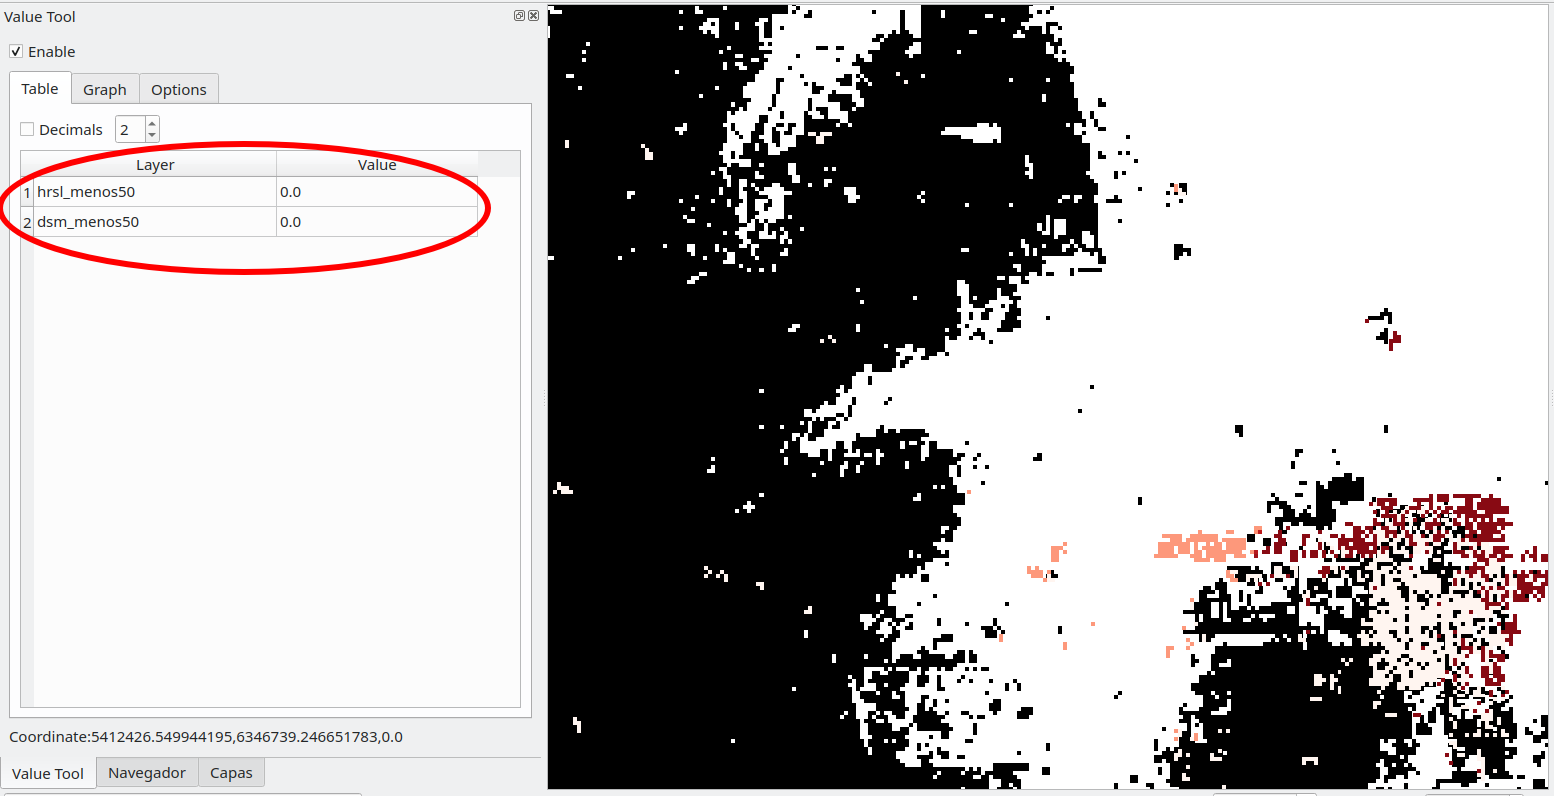 Value Tool
Enable
Table Graph Options
Decimals 2
Layer Value
1 hrsl_menos50 0.0
2 dsm_menos50 0.0
Coordinate:5412426.549944195,6346739.246651783,0.0
Value Tool Navegador Capas